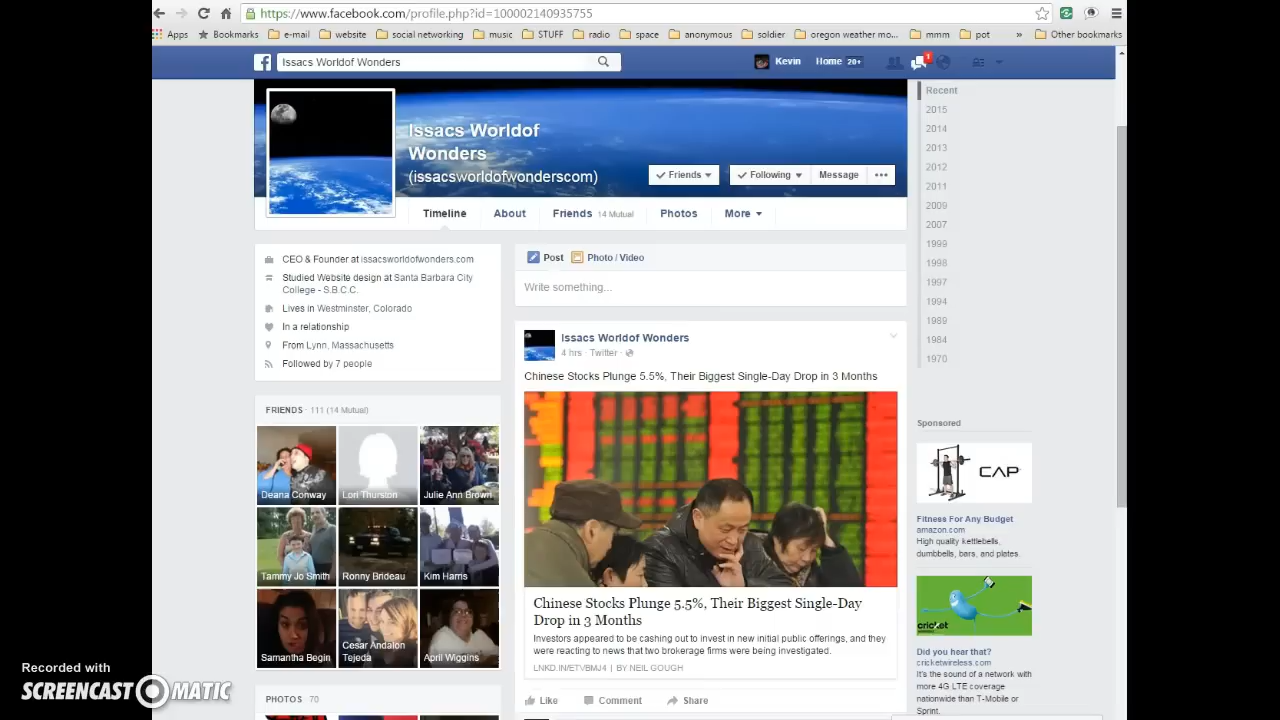 https://www.facebook.com/profile.php?id=100002140935755
Apps Bookmarks e-mail website social networking music STUFF radio space anonymous soldier oregon weather mo... mmm pot » Other bookmarks
Issacs Worldof Wonders
Kevin Home 20+ 1
Issacs Worldof
Wonders
(issacsworldofwonderscom)
Friends Following Message •••
Timeline About Friends 14 Mutual Photos More
CEO & Founder at issacsworldofwonders.com
Studied Website design at Santa Barbara City
College - S.B.C.C.
Lives in Westminster, Colorado
In a relationship
From Lynn, Massachusetts
Followed by 7 people
FRIENDS · 111 (14 Mutual)
Deana Conway Lori Thurston Julie Ann Brown
Tammy Jo Smith Ronny Brideau Kim Harris
Samantha Begin Cesar Andalon
Tejeda April Wiggins
PHOTOS · 70
Post Photo / Video
Write something...
Issacs Worldof Wonders
4 hrs · Twitter ·
Chinese Stocks Plunge 5.5%, Their Biggest Single-Day Drop in 3 Months
Chinese Stocks Plunge 5.5%, Their Biggest Single-Day
Drop in 3 Months
Investors appeared to be cashing out to invest in new initial public offerings, and they
were reacting to news that two brokerage firms were being investigated.
LNKD.IN/ETVBMJ4 | BY NEIL GOUGH
Like Comment Share
Recent
2015
2014
2013
2012
2011
2009
2007
1999
1998
1997
1994
1989
1984
1970
Sponsored
CAP
Fitness For Any Budget
amazon.com
High quality kettlebells,
dumbbells, bars, and plates.
cricket
Did you hear that?
cricketwireless.com
It's the sound of a network with
more 4G LTE coverage
nationwide than T-Mobile or
Sprint.
Recorded with
SCREENCAST-O-MATIC